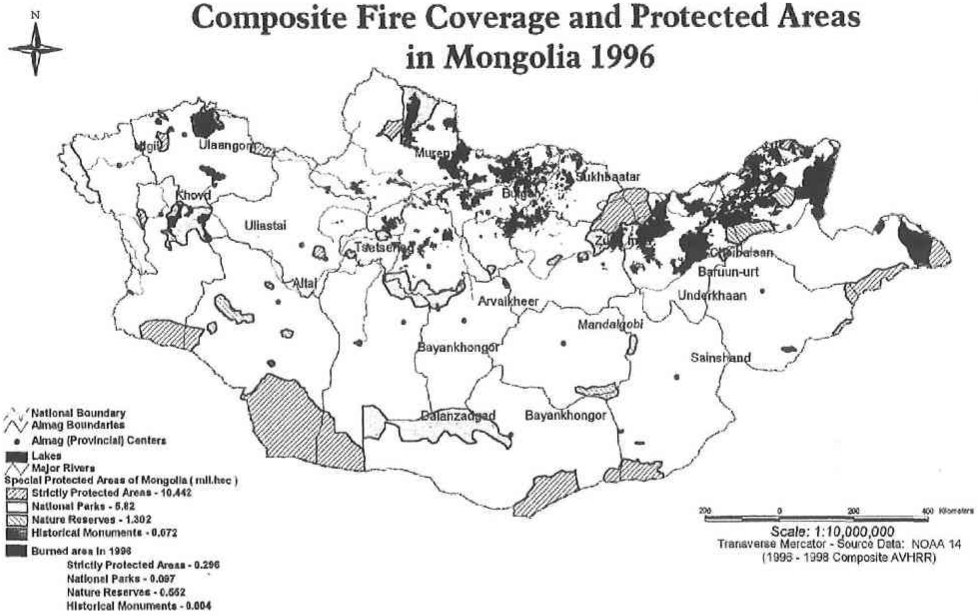 Composite Fire Coverage and Protected Areas
in Mongolia 1996
N
Ulaangom
Muren
Sukhbaatar
Khovd
Uliastai
Tsetserleg
Choibalsan
Baruun-urt
Altai
Arvaikheer
Underkhaan
Mandalgobi
Bayankhongor
Sainshand
Dalanzadgad
Bayankhongor
National Boundary
Almag Boundaries
Almag (Provincial) Centers
Lakes
Major Rivers
Special Protected Areas of Mongolia ( mll.hec )
Strictly Protected Areas - 10.442
National Parks - 5.82
Nature Reserves - 1.302
Historical Monuments - 0.072
Burned area in 1996
Strictly Protected Areas - 0.296
National Parks - 0.097
Nature Reserves - 0.552
Historical Monuments - 0.004
200 0 200 400 Kilometers
Scale: 1:10,000,000
Transverse Mercator - Source Data: NOAA 14
(1996 - 1998 Composite AVHRR)